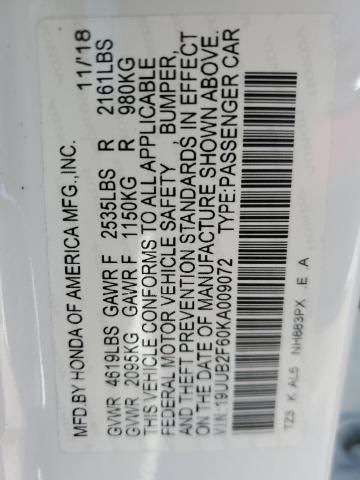 MFD. BY HONDA OF AMERICA MFG., INC. 11/18
GVWR 4619LBS GAWR F 2535LBS R 2161LBS
GVWR 2095KG GAWR F 1150KG R 980KG
THIS VEHICLE CONFORMS TO ALL APPLICABLE
FEDERAL MOTOR VEHICLE SAFETY BUMPER,
AND THEFT PREVENTION STANDARDS IN EFFECT
ON THE DATE OF MANUFACTURE SHOWN ABOVE.
V.I.N: 19UUB2F60KA009072 TYPE:PASSENGER CAR
TZ3 K AL5 NH883PX E A